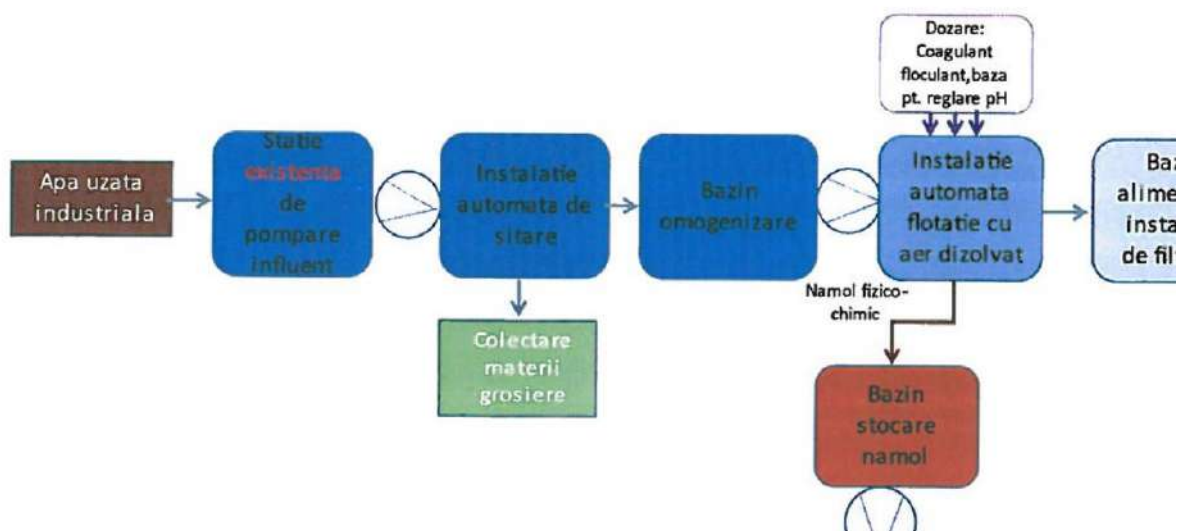 Dozare:
Coagulant
floculant,baza
pt. reglare pH
Apa uzata
industriala
Statie
existenta
de
pompare
influent
Instalatie
automata de
sitare
Bazin
omogenizare
Instalatie
automata
flotatie cu
aer dizolvat
Namol fizico-
chimic
Colectare
materii
grosiere
Bazin
stocare
namol